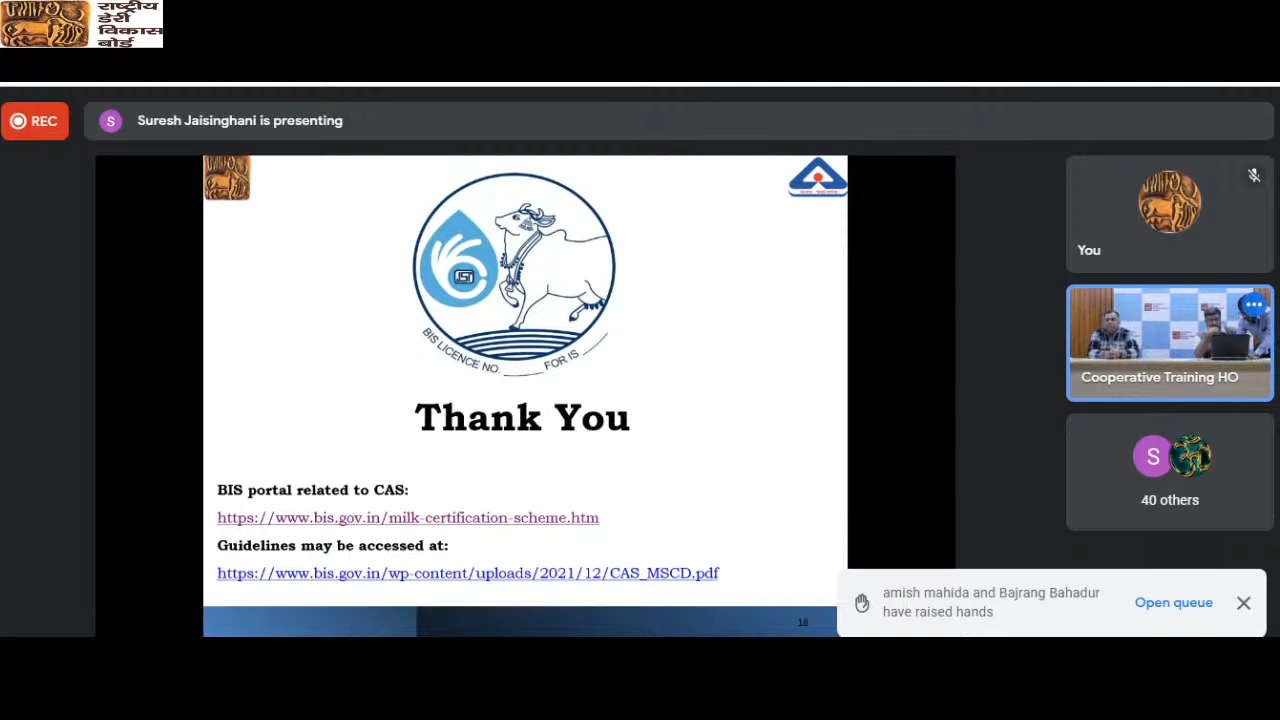 राष्ट्रीय
डेरी
विकास
बोर्ड
REC
S
Suresh Jaisinghani is presenting
You
ISI
BIS LICENCE NO. ______ FOR IS ____
Cooperative Training HO
Thank You
S
40 others
BIS portal related to CAS:
https://www.bis.gov.in/milk-certification-scheme.htm
Guidelines may be accessed at:
https://www.bis.gov.in/wp-content/uploads/2021/12/CAS_MSCD.pdf
amish mahida and Bajrang Bahadur
have raised hands
Open queue
18